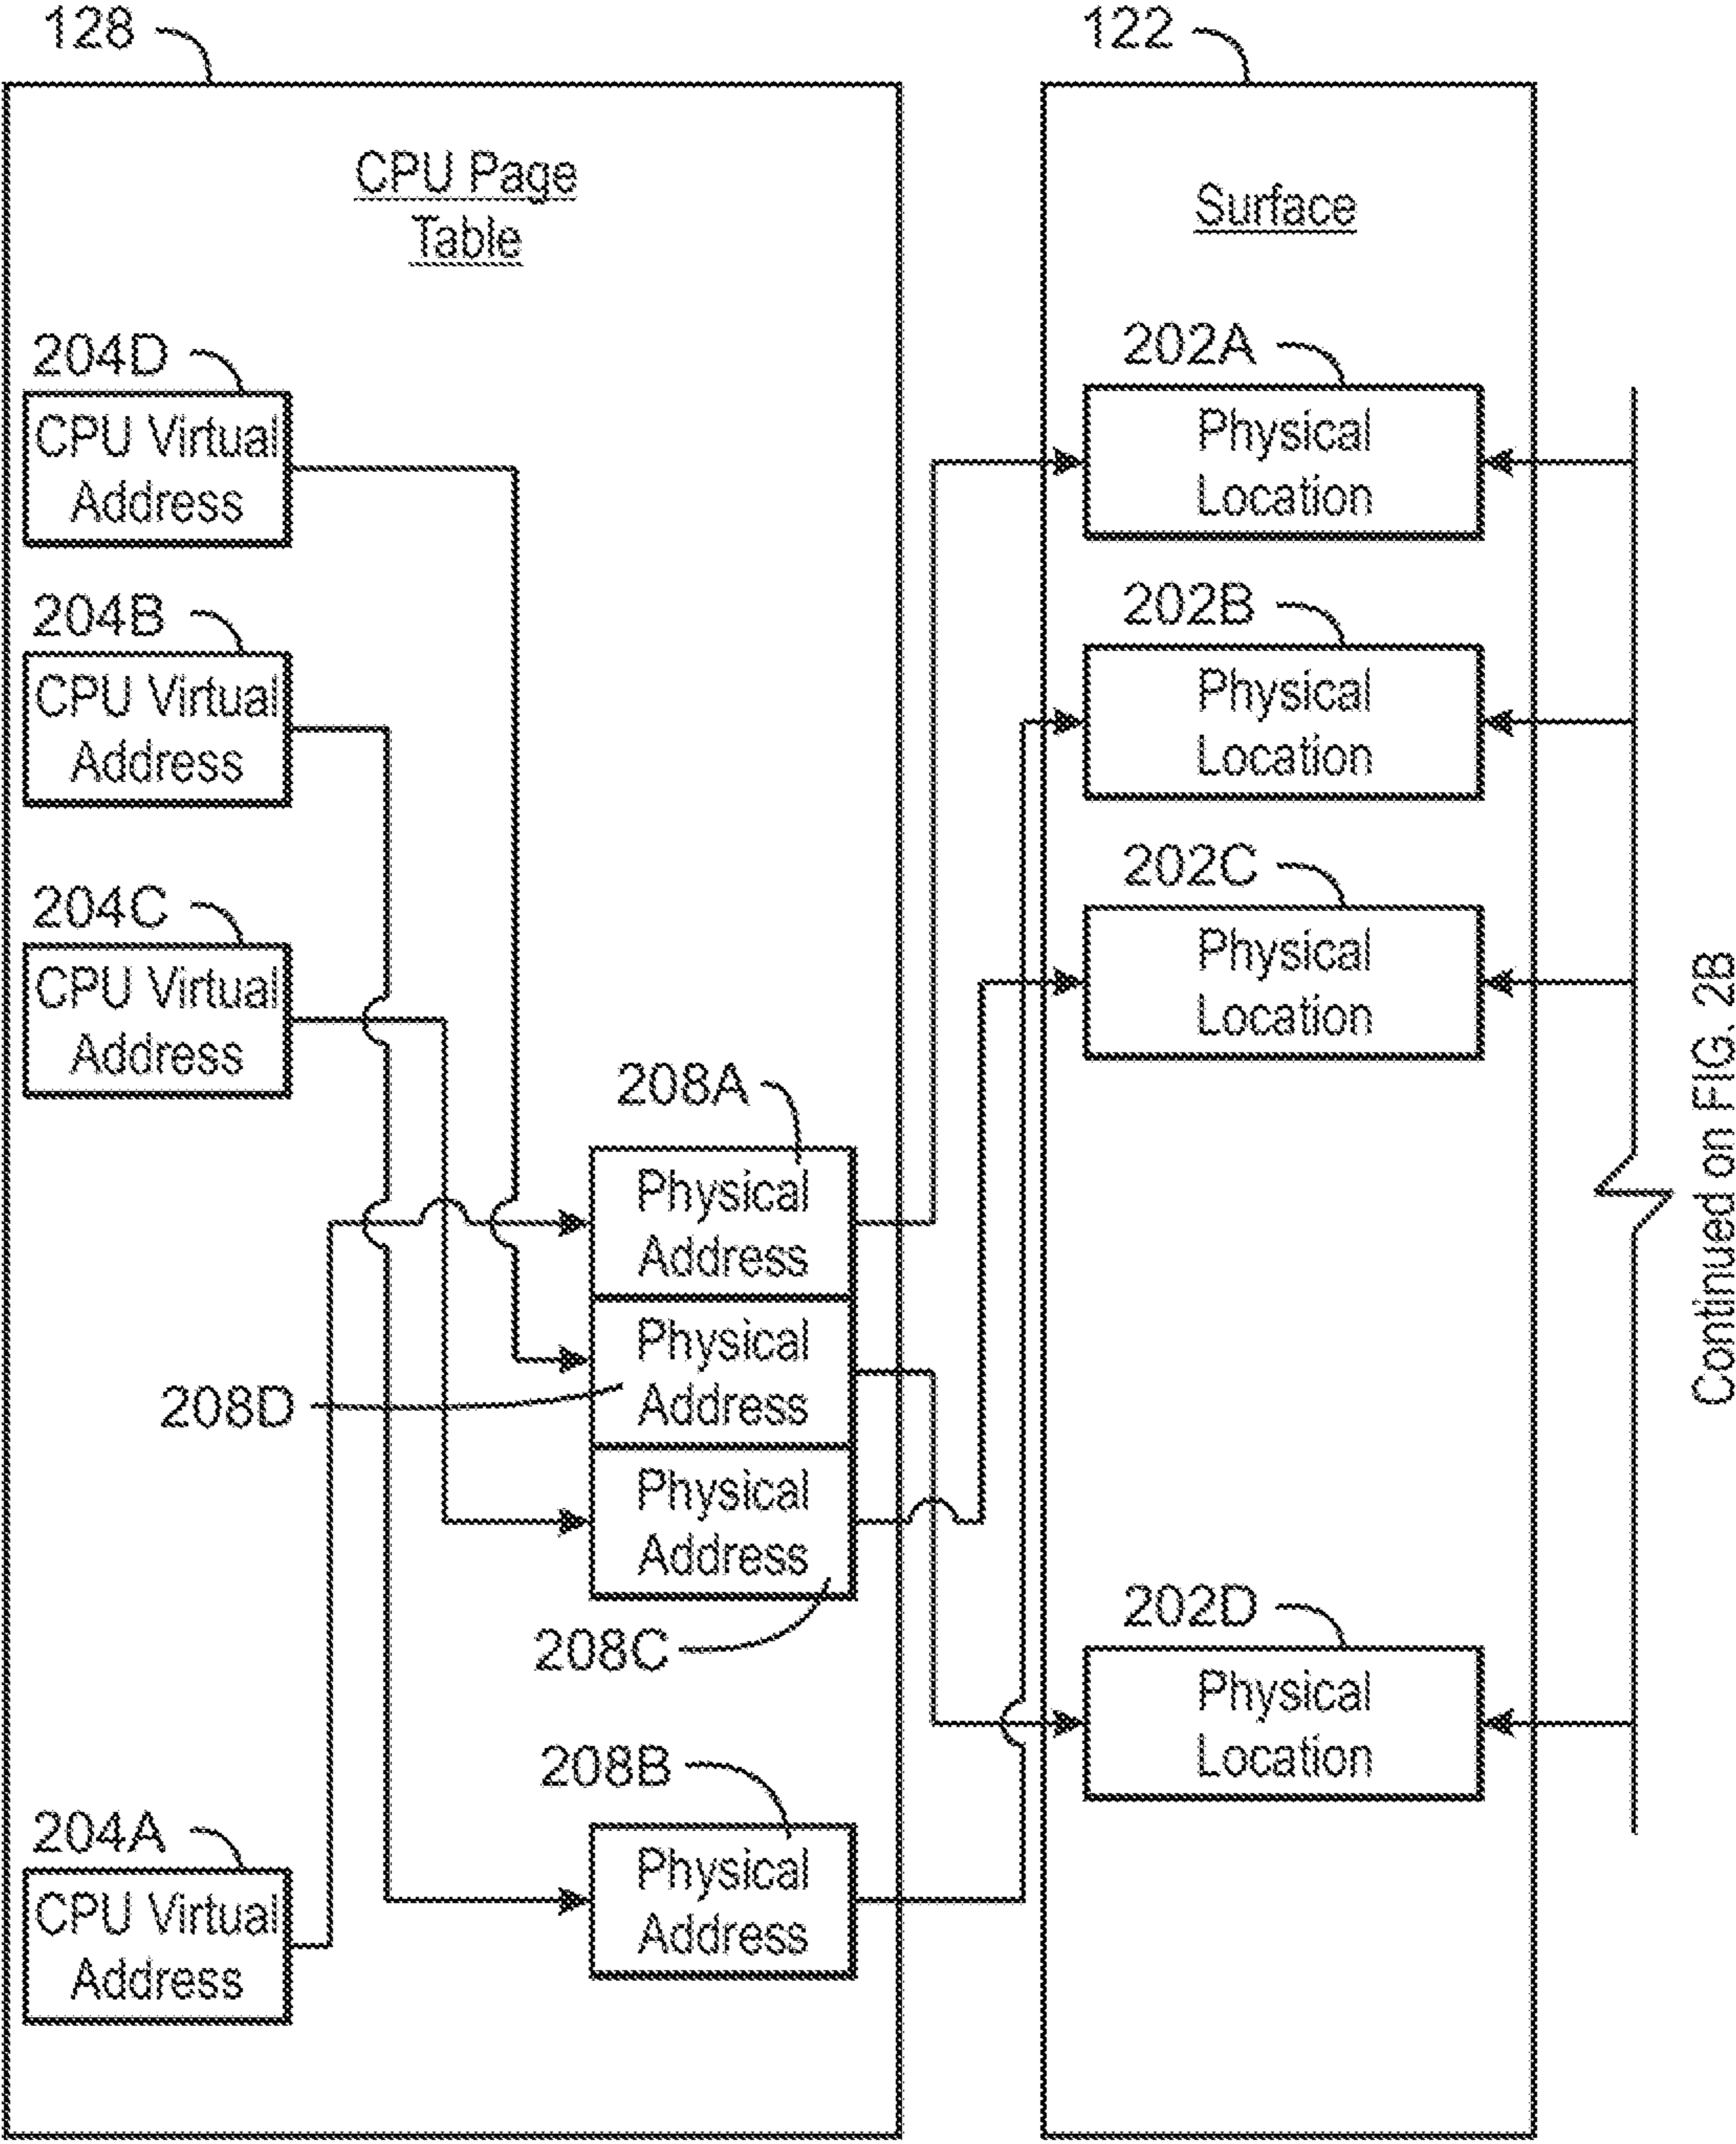 128
122
CPU Page
Table
Surface
204D
CPU Virtual
Address
204B
CPU Virtual
Address
204C
CPU Virtual
Address
208A
Physical
Address
Physical
Address
208D
Physical
Address
208C
208B
Physical
Address
204A
CPU Virtual
Address
202A
Physical
Location
202B
Physical
Location
202C
Physical
Location
202D
Physical
Location
Continued on FIG. 2B